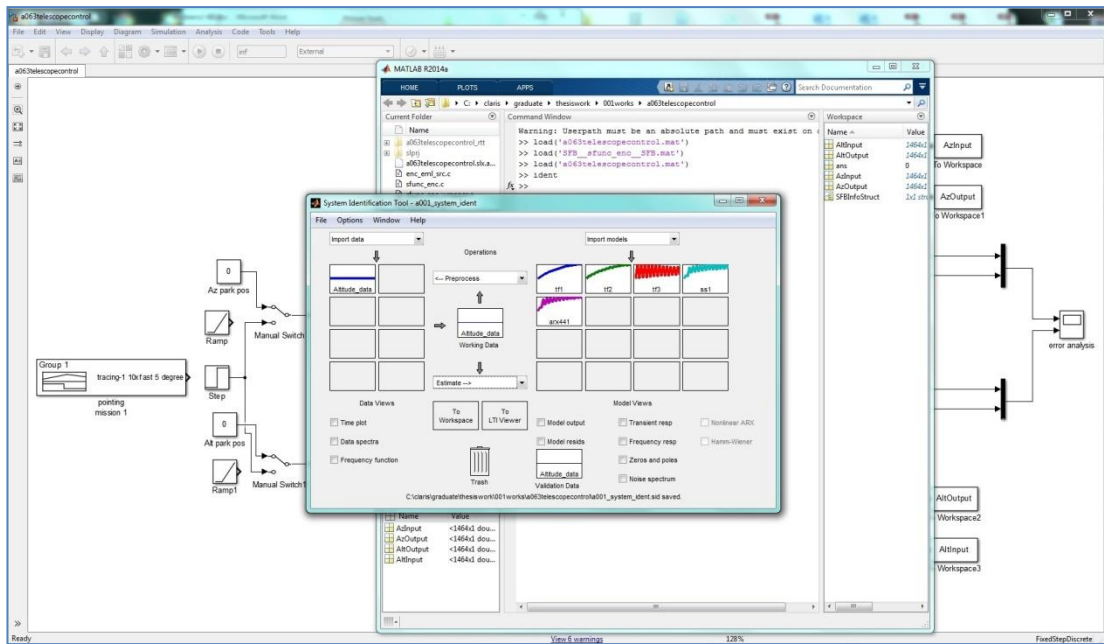 a063telescopecontrol
File Edit View Display Diagram Simulation Analysis Code Tools Help
inf
External
a063telescopecontrol
MATLAB R2014a
HOME PLOTS APPS
Search Documentation
C: claris graduate thesiswork 001works a063telescopecontrol
Current Folder
Name
a063telescopecontrol_rtt
slprj
a063telescopecontrol.slx.a...
enc_eml_src.c
sfunc_enc.c
Command Window
Warning: Userpath must be an absolute path and must exist on
>> load('a063telescopecontrol.mat')
>> load('SFB__sfunc_enc__SFB.mat')
>> load('a063telescopecontrol.mat')
>> ident
fx >>
Workspace
Name Value
AltInput 1464x1
AltOutput 1464x1
ans 0
AzInput 1464x1
AzOutput 1464x1
SFBInfoStruct 1x1 stru
AzInput
To Workspace
AzOutput
To Workspace1
System Identification Tool - a001_system_ident
File Options Window Help
Import data
Import models
Operations
<-- Preprocess
Altitude_data
tf1
tf2
tf3
ss1
arx441
Altitude_data
Working Data
Estimate -->
Data Views
Time plot
Data spectra
Frequency function
To Workspace
To LTI Viewer
Trash
Model Views
Model output
Model resids
Transient resp
Frequency resp
Zeros and poles
Noise spectrum
Nonlinear ARX
Hamm-Wiener
Altitude_data
Validation Data
C:\claris\graduate\thesiswork\001works\a063telescopecontrol\a001_system_ident.sid saved.
0
Az park pos
Ramp
Manual Switch
Group 1
tracing-1 10xfast 5 degree
pointing
mission 1
Step
0
Alt park pos
Ramp1
Manual Switch1
error analysis
Name Value
AzInput <1464x1 dou...
AzOutput <1464x1 dou...
AltOutput <1464x1 dou...
AltInput <1464x1 dou...
AltOutput
Workspace2
AltInput
Workspace3
Ready
View 6 warnings
128%
FixedStepDiscrete